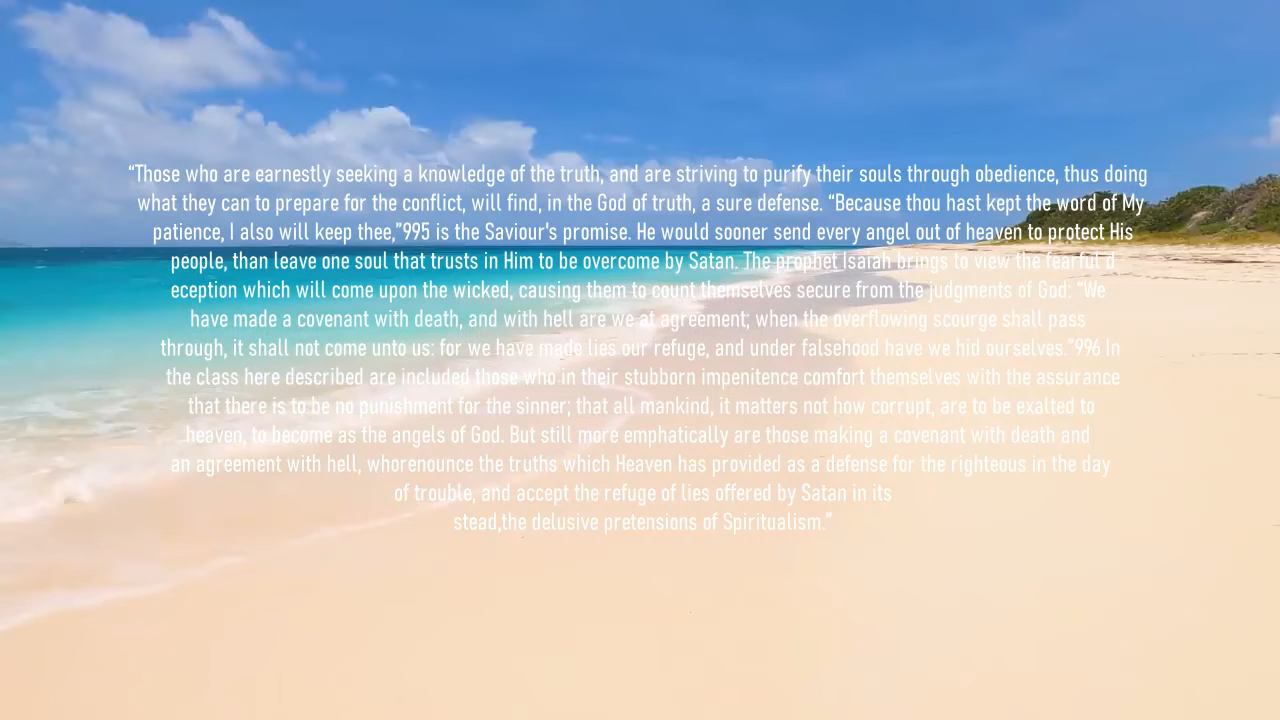 “Those who are earnestly seeking a knowledge of the truth, and are striving to purify their souls through obedience, thus doing
what they can to prepare for the conflict, will find, in the God of truth, a sure defense. “Because thou hast kept the word of My
patience, I also will keep thee,”995 is the Saviour's promise. He would sooner send every angel out of heaven to protect His
people, than leave one soul that trusts in Him to be overcome by Satan. The prophet Isaiah brings to view the fearful d
eception which will come upon the wicked, causing them to count themselves secure from the judgments of God: “We
have made a covenant with death, and with hell are we at agreement; when the overflowing scourge shall pass
through, it shall not come unto us: for we have made lies our refuge, and under falsehood have we hid ourselves.”996 In
the class here described are included those who in their stubborn impenitence comfort themselves with the assurance
that there is to be no punishment for the sinner; that all mankind, it matters not how corrupt, are to be exalted to
heaven, to become as the angels of God. But still more emphatically are those making a covenant with death and
an agreement with hell, whorenounce the truths which Heaven has provided as a defense for the righteous in the day
of trouble, and accept the refuge of lies offered by Satan in its
stead,the delusive pretensions of Spiritualism.”